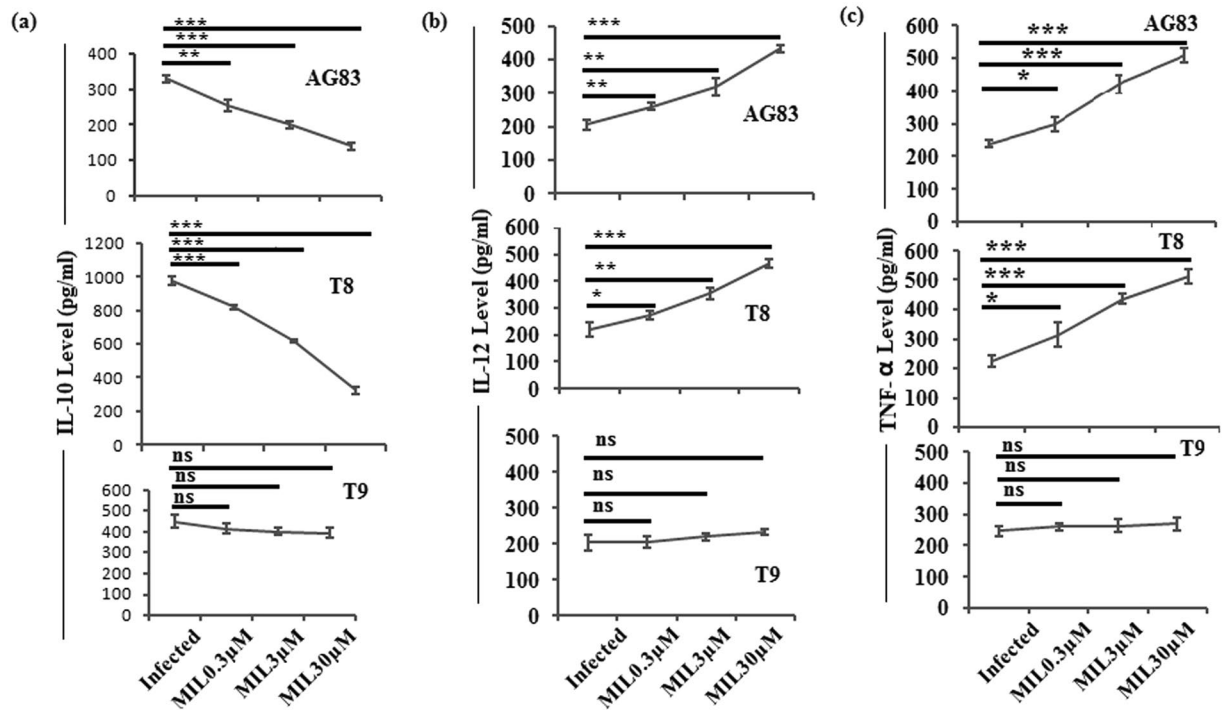 (a)
IL-10 Level (pg/ml)
***
***
**
AG83
400
300
200
100
0
***
***
***
T8
1200
1000
800
600
400
200
0
ns
ns
ns
T9
600
500
400
300
200
100
0
Infected
MIL0.3µM
MIL3µM
MIL30µM
(b)
IL-12 Level (pg/ml)
***
**
**
AG83
500
400
300
200
100
0
***
**
*
T8
600
500
400
300
200
100
0
ns
ns
ns
T9
500
400
300
200
100
0
Infected
MIL0.3µM
MIL3µM
MIL30µM
(c)
TNF- α Level (pg/ml)
AG83
***
***
*
600
500
400
300
200
100
0
T8
***
***
*
600
500
400
300
200
100
0
T9
ns
ns
ns
500
400
300
200
100
0
Infected
MIL0.3µM
MIL3µM
MIL30µM